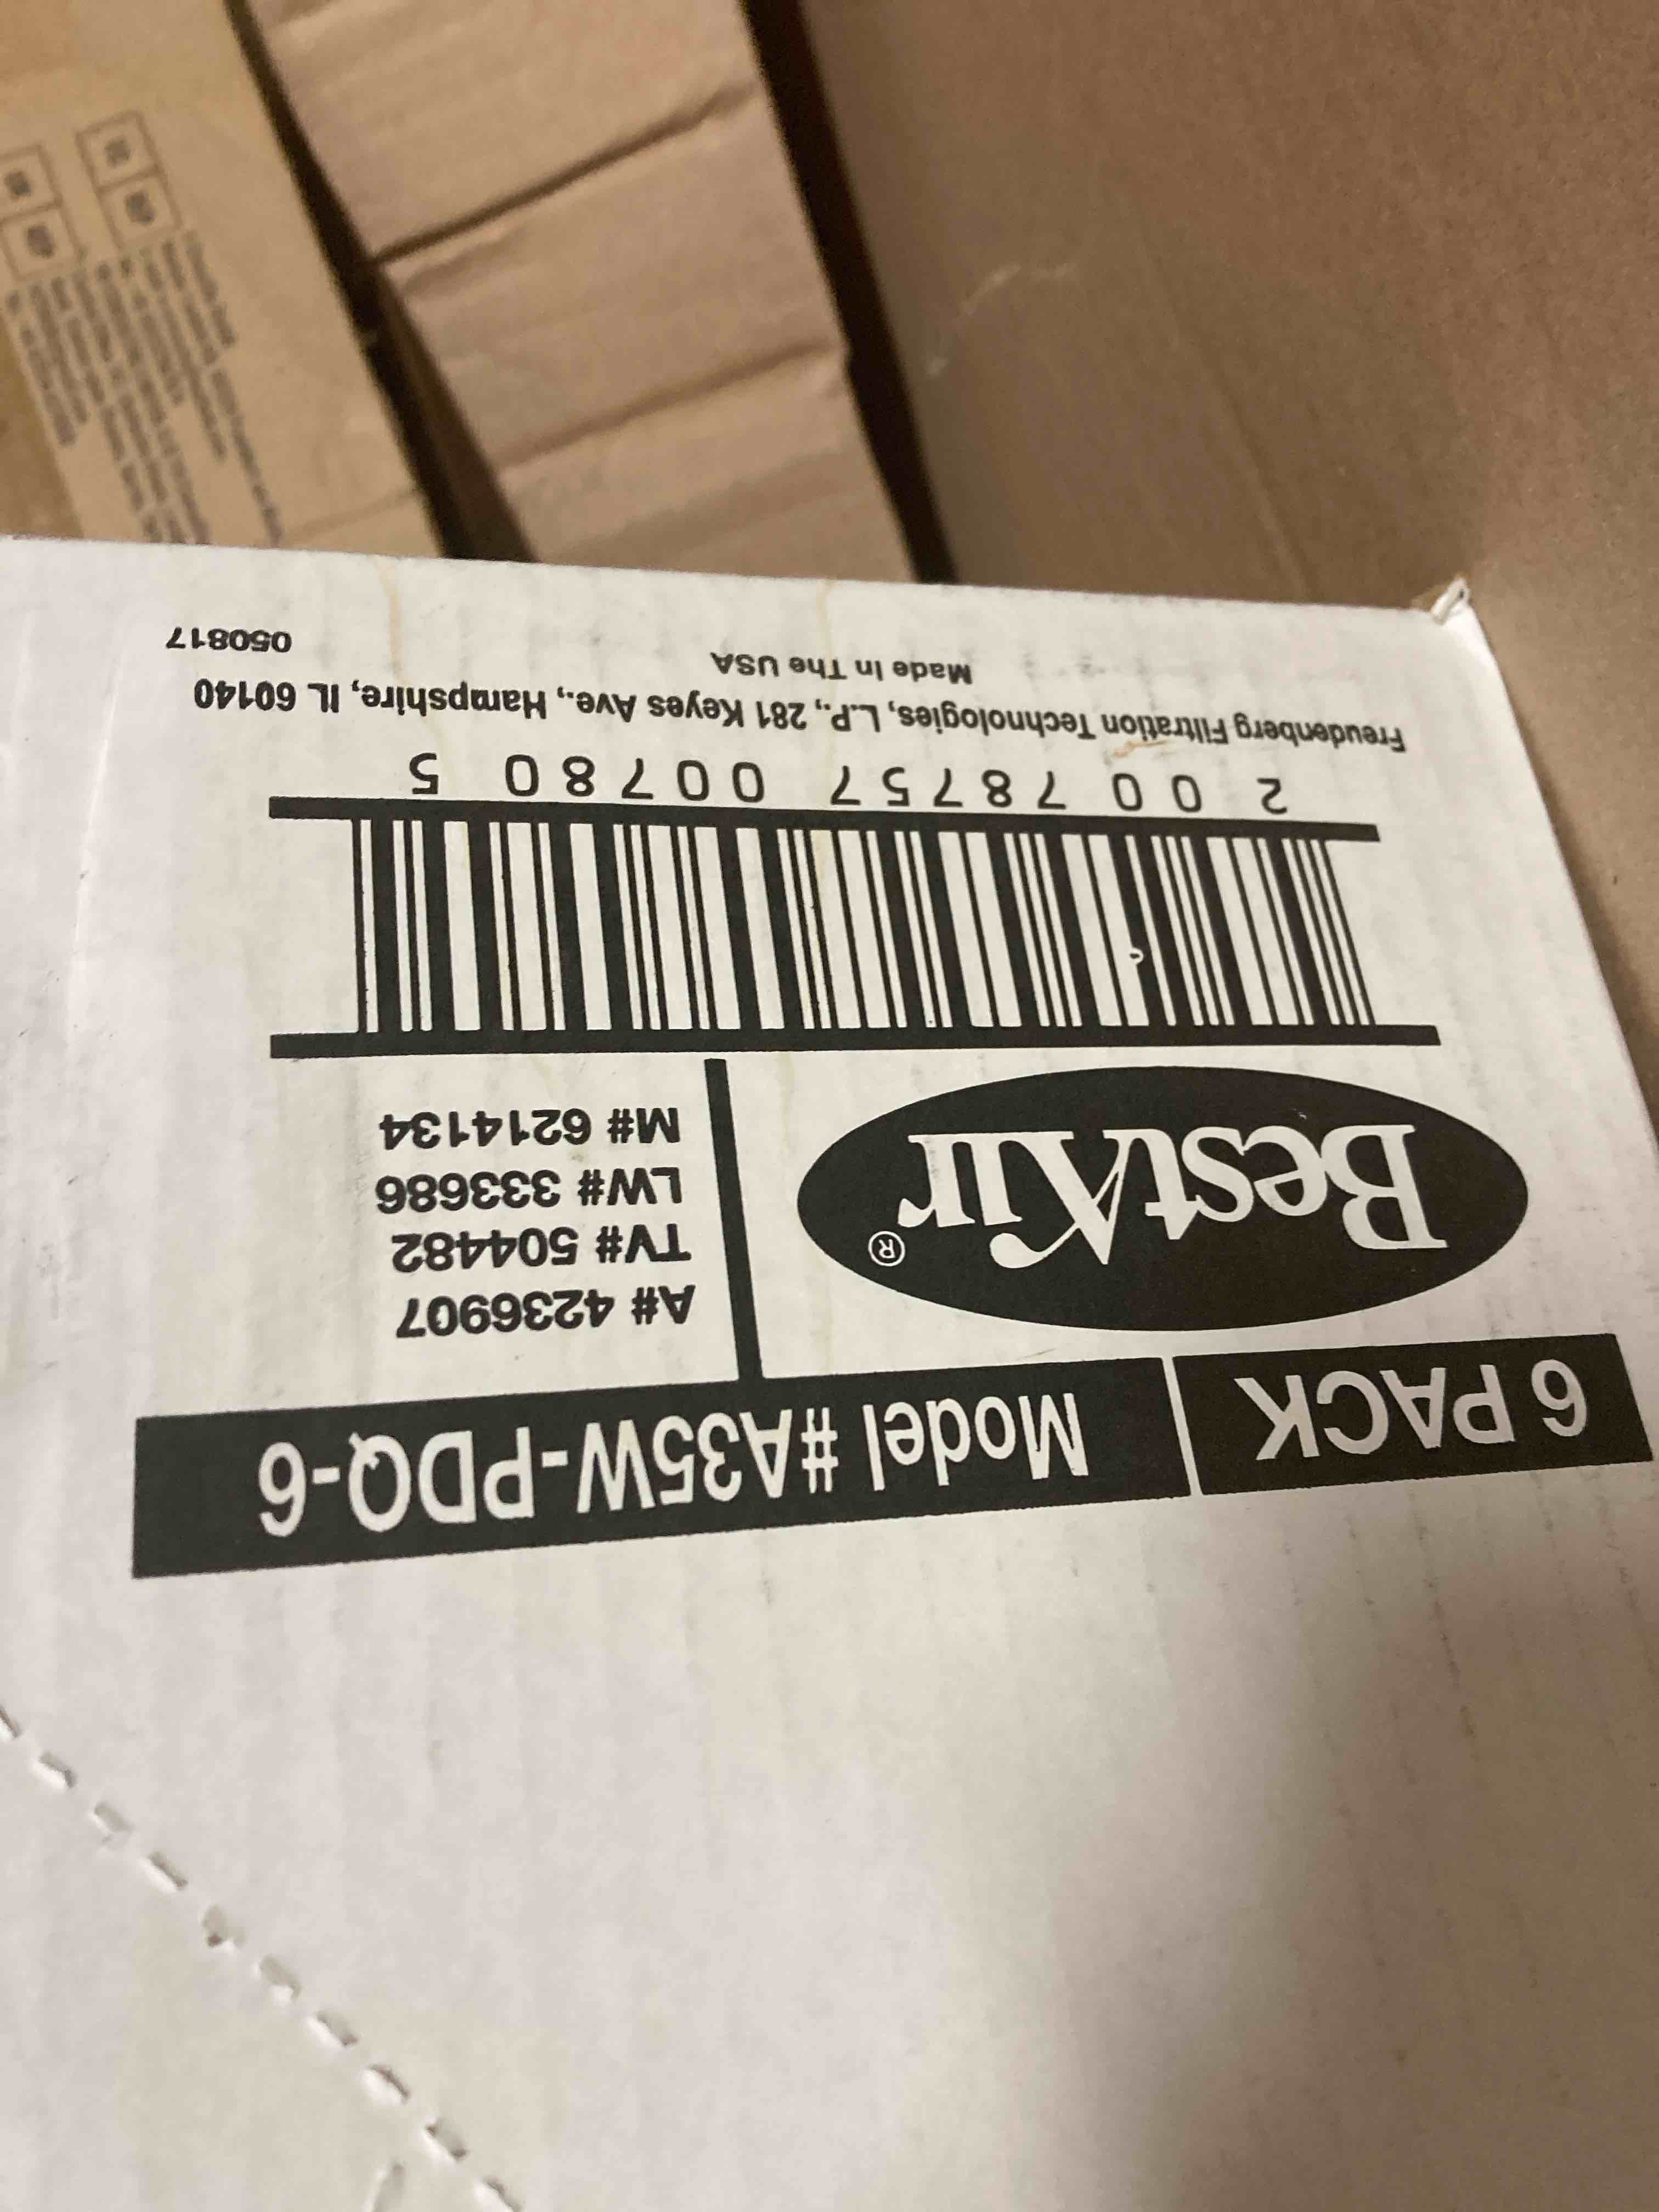 6 PACK Model #A35W-PDQ-6
BestAir®
A# 4236907
TV# 504482
LW# 333686
M# 6214134
2 00 78757 00780 5
Freudenberg Filtration Technologies, L.P., 281 Keyes Ave., Hampshire, IL 60140
Made In The USA
050817